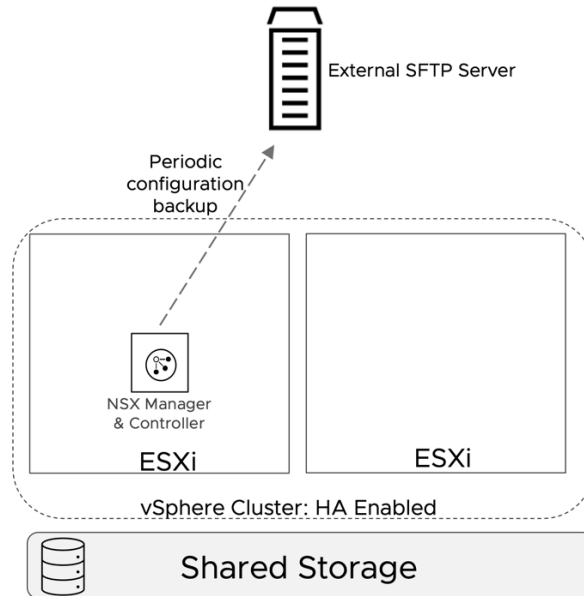 External SFTP Server
Periodic
configuration
backup
NSX Manager
& Controller
ESXi
ESXi
vSphere Cluster: HA Enabled
Shared Storage